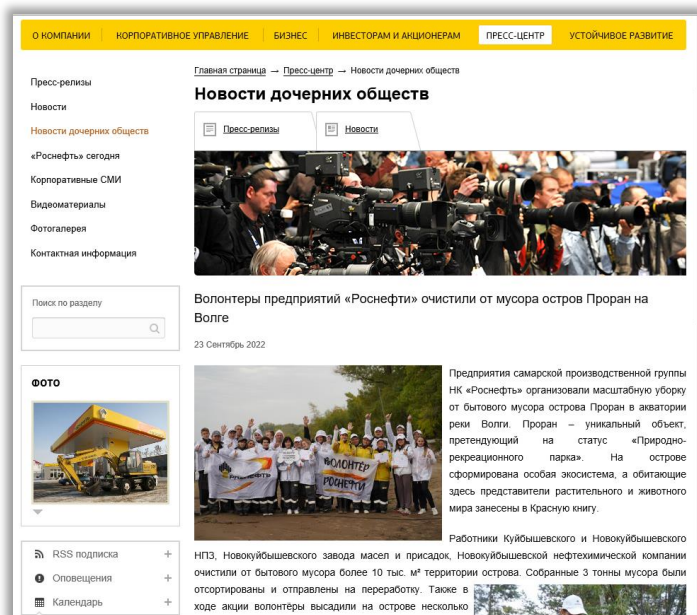 О КОМПАНИИ
КОРПОРАТИВНОЕ УПРАВЛЕНИЕ
БИЗНЕС
ИНВЕСТОРАМ И АКЦИОНЕРАМ
ПРЕСС-ЦЕНТР
УСТОЙЧИВОЕ РАЗВИТИЕ
Пресс-релизы
Новости
Новости дочерних обществ
«Роснефть» сегодня
Корпоративные СМИ
Видеоматериалы
Фотогалерея
Контактная информация
Поиск по разделу
ФОТО
RSS подписка
Оповещения
Календарь
Главная страница → Пресс-центр → Новости дочерних обществ
Новости дочерних обществ
Пресс-релизы
Новости
Волонтеры предприятий «Роснефти» очистили от мусора остров Проран на
Волге
23 Сентябрь 2022
РОСНЕФТЬ
ВОЛОНТЁР
РОСНЕФТИ
Предприятия самарской производственной группы
НК «Роснефть» организовали масштабную уборку
от бытового мусора острова Проран в акватории
реки Волги. Проран – уникальный объект,
претендующий на статус «Природно-
рекреационного парка». На острове
сформирована особая экосистема, а обитающие
здесь представители растительного и животного
мира занесены в Красную книгу.
Работники Куйбышевского и Новокуйбышевского
НПЗ, Новокуйбышевского завода масел и присадок, Новокуйбышевской нефтехимической компании
очистили от бытового мусора более 10 тыс. м² территории острова. Собранные 3 тонны мусора были
отсортированы и отправлены на переработку. Также в
ходе акции волонтёры высадили на острове несколько